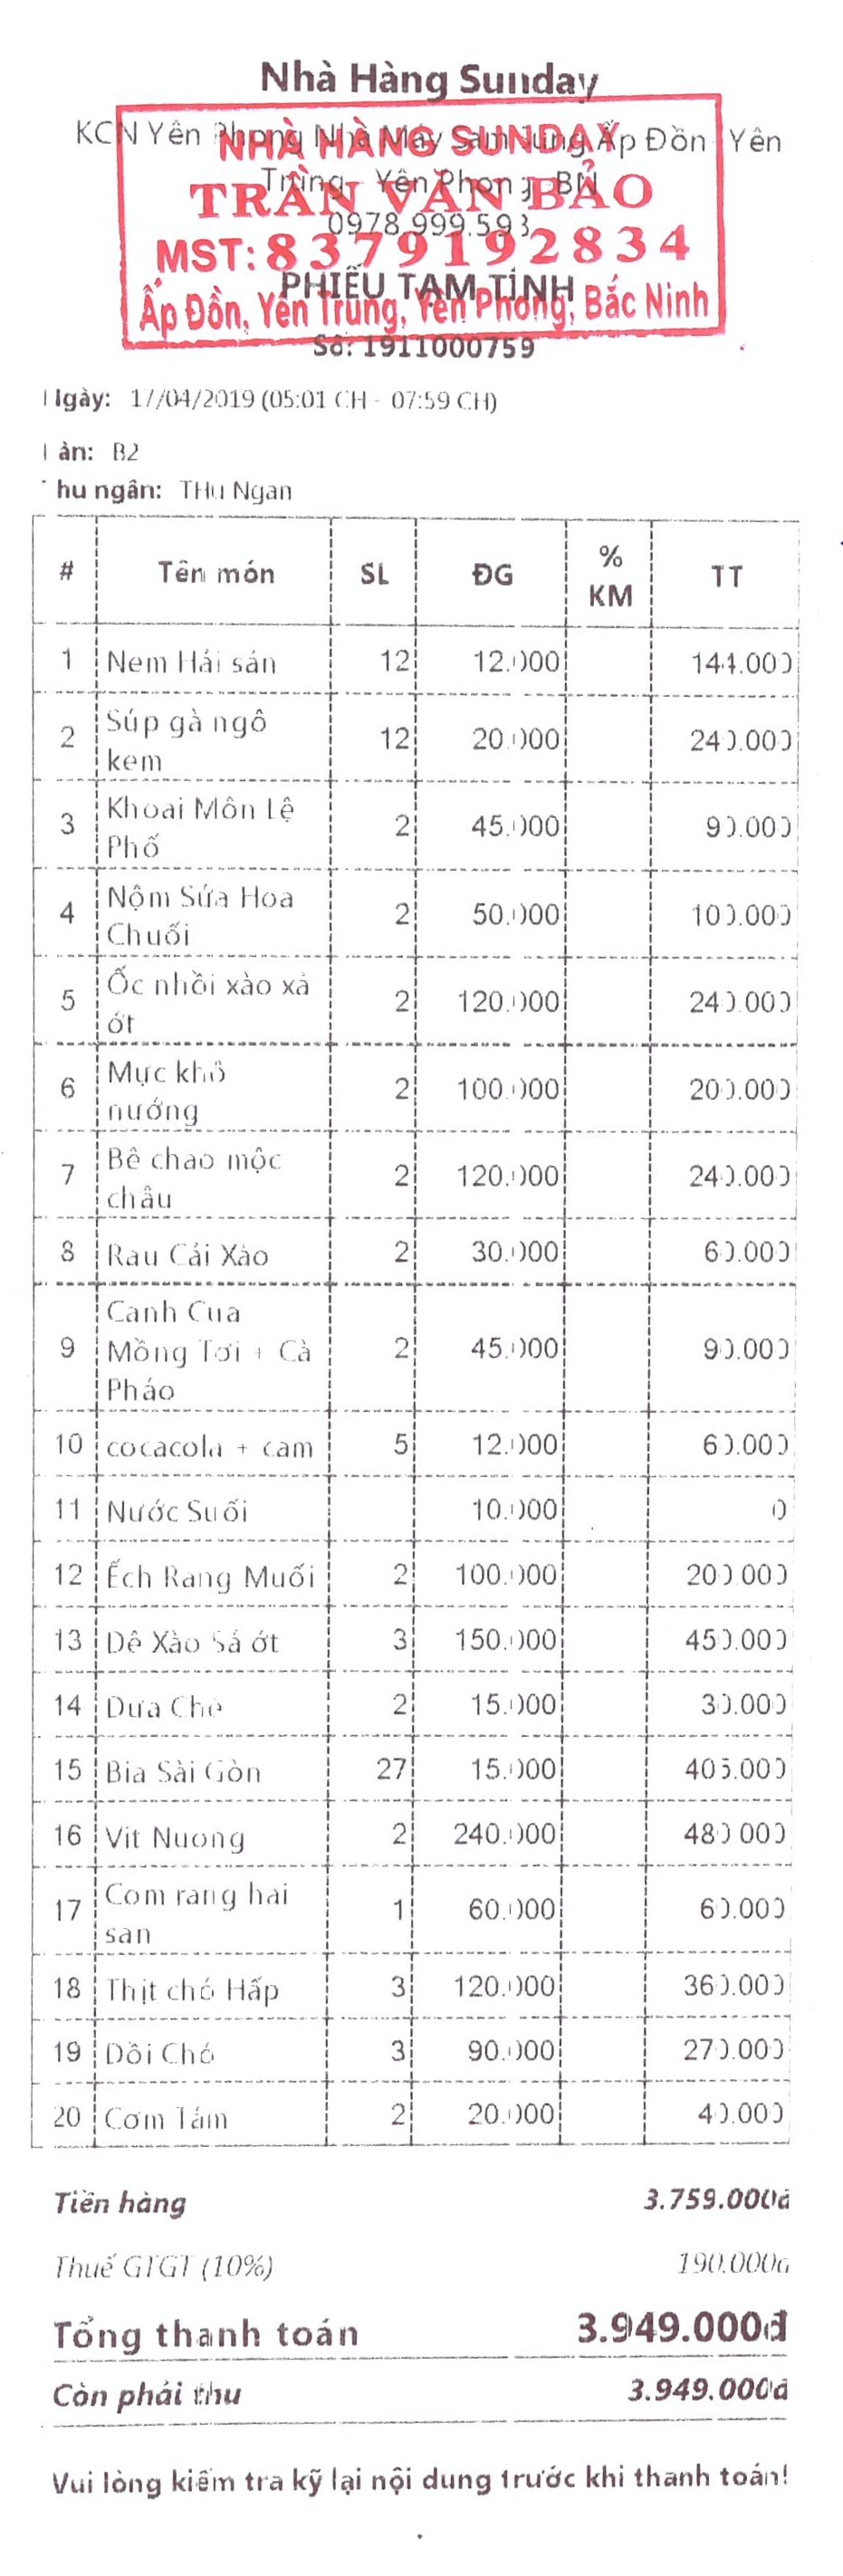 Nhà Hàng Sunday
KCN Yên Phong Nhà Máy Sam Sung Ấp Đồn Yên
Trung - Yên Phong BN
0978.999.593
PHIẾU TẠM TÍNH
Số: 1911000759
NHÀ HÀNG SUNDAY
TRẦN VĂN BẢO
MST: 8379192834
Ấp Đồn, Yên Trung, Yên Phong, Bắc Ninh
Ngày: 17/04/2019 (05:01 CH - 07:59 CH)
Bàn: B2
Thu ngân: THu Ngan
# Tên món SL ĐG % KM TT
1 Nem Hải sản 12 12.000 144.000
2 Súp gà ngô 12 20.000 240.000
kem
3 Khoai Môn Lệ 2 45.000 90.000
Phố
4 Nộm Sứa Hoa 2 50.000 100.000
Chuối
5 Ốc nhồi xào xả 2 120.000 240.000
ớt
6 Mực khô 2 100.000 200.000
nướng
7 Bê chao mộc 2 120.000 240.000
châu
8 Rau Cải Xào 2 30.000 60.000
9 Canh Cua 2 45.000 90.000
Mồng Tơi + Cà
Pháo
10 cocacola + cam 5 12.000 60.000
11 Nước Suối 10.000 0
12 Ếch Rang Muối 2 100.000 200.000
13 Dê Xào Sả ớt 3 150.000 450.000
14 Dưa Chẻ 2 15.000 30.000
15 Bia Sài Gòn 27 15.000 405.000
16 Vit Nuong 2 240.000 480.000
17 Com rang hai 1 60.000 60.000
san
18 Thịt chó Hấp 3 120.000 360.000
19 Dồi Chó 3 90.000 270.000
20 Cơm Tám 2 20.000 40.000
Tiền hàng 3.759.000đ
Thuế GTGT (10%) 190.000đ
Tổng thanh toán 3.949.000đ
Còn phải thu 3.949.000đ
Vui lòng kiểm tra kỹ lại nội dung trước khi thanh toán!